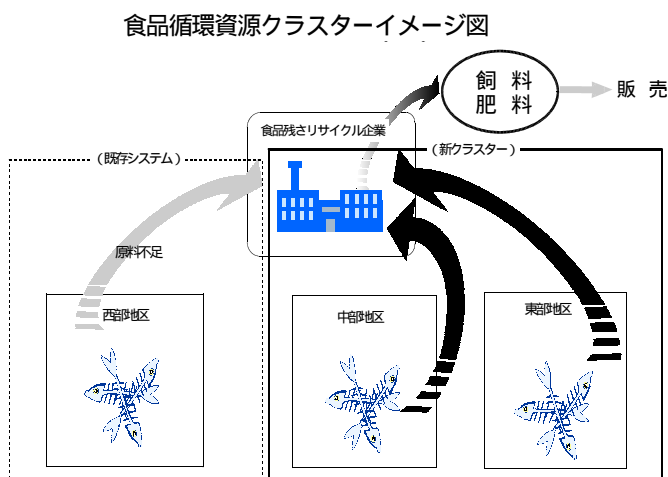 食品循環資源クラスターイメージ図
飼 料
肥 料
販 売
食品残さリサイクル企業
(既存システム)
(新クラスター)
原料不足
西部地区
中部地区
東部地区